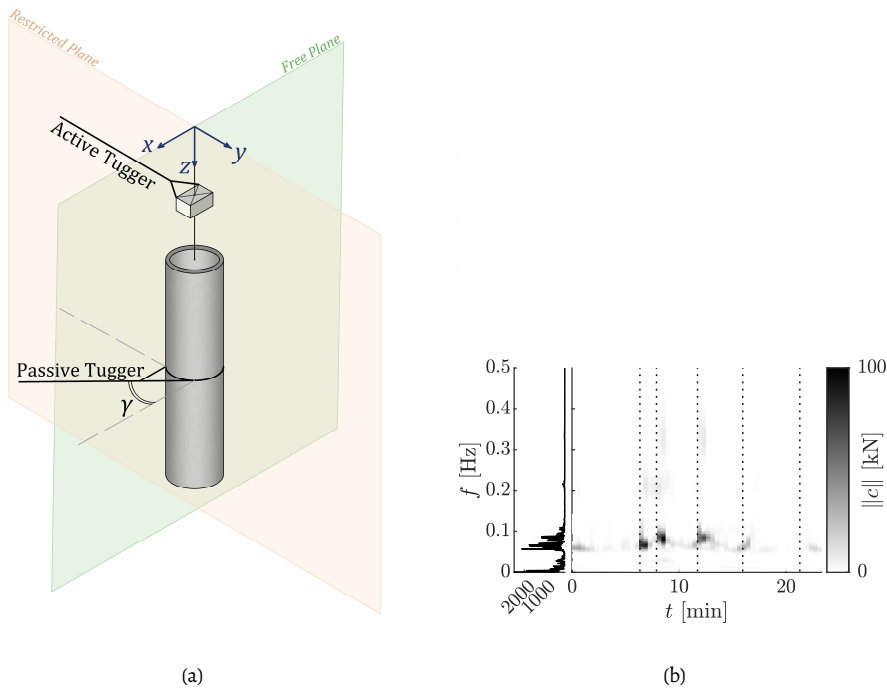 Restricted Plane
Free Plane
Active Tugger
x
y
z
Passive Tugger
γ
(a)
0.5
0.4
0.3
0.2
0.1
0
f [Hz]
2000
1000
0
10
20
t [min]
100
0
||c|| [kN]
(b)